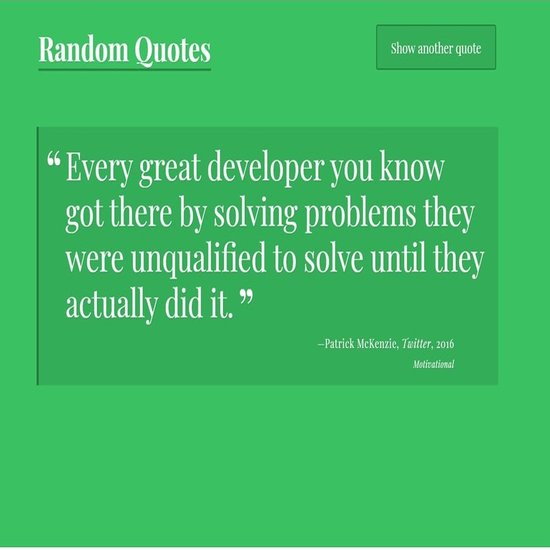 Random Quotes
Show another quote
“ Every great developer you know
got there by solving problems they
were unqualified to solve until they
actually did it. ”
–Patrick McKenzie, Twitter, 2016
Motivational